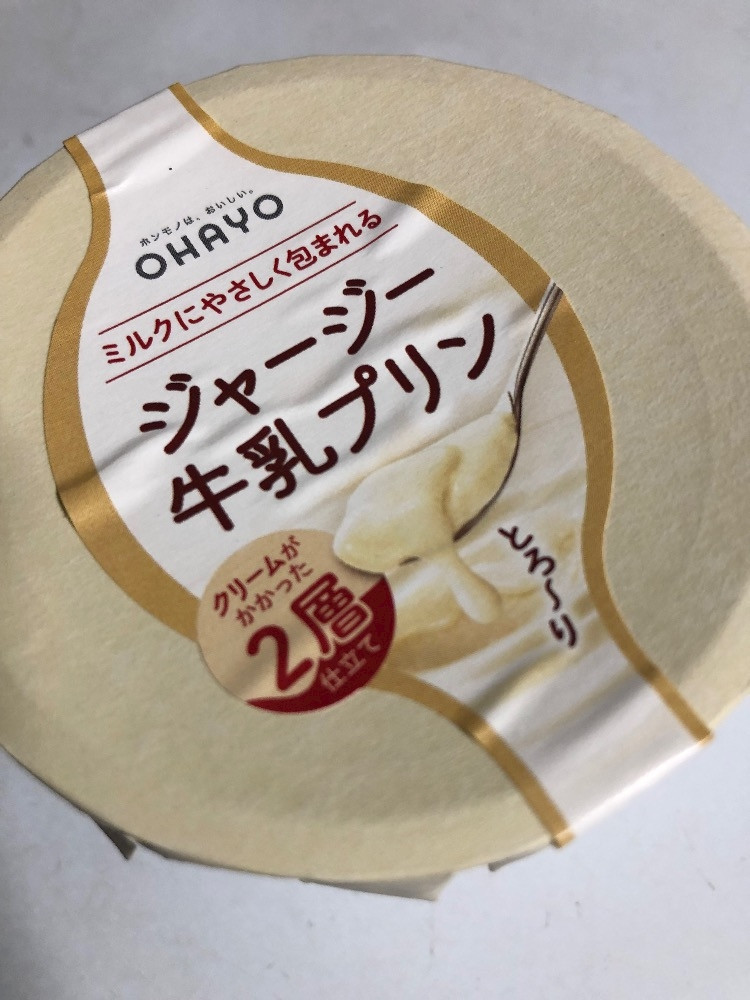 ホンモノは、おいしい。
OHAYO
ミルクにやさしく包まれる
ジャージー
牛乳プリン
クリームが
かかった
2層
仕立て
とろ〜り